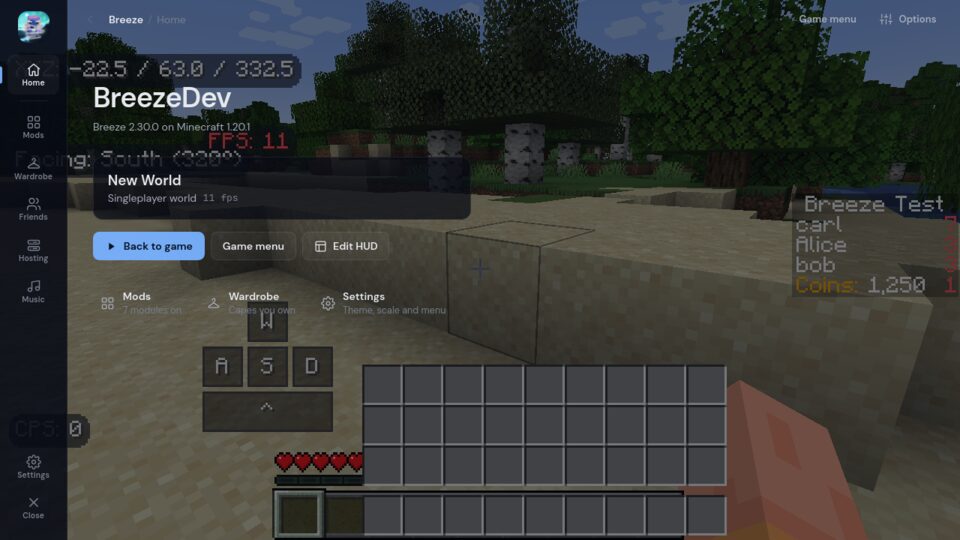 Breeze / Home
Game menu
Options
Home
-22.5 / 63.0 / 332.5
BreezeDev
Breeze 2.30.0 on Minecraft 1.20.1
FPS: 11
Mods
Facing: South (320°)
Wardrobe
New World
Singleplayer world 11 fps
Friends
Breeze Test
carl
Alice
bob
Coins: 1,250
Back to game
Game menu
Edit HUD
Hosting
Music
Mods
7 modules on
Wardrobe
Capes you own
Settings
Theme, scale and menu
W
A S D
^
CPS: 0
Settings
Close